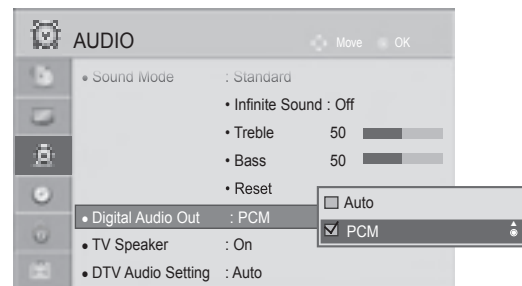 AUDIO Move OK
• Sound Mode : Standard
• Infinite Sound : Off
• Treble 50
• Bass 50
• Reset
Auto
• Digital Audio Out : PCM
PCM
• TV Speaker : On
• DTV Audio Setting : Auto